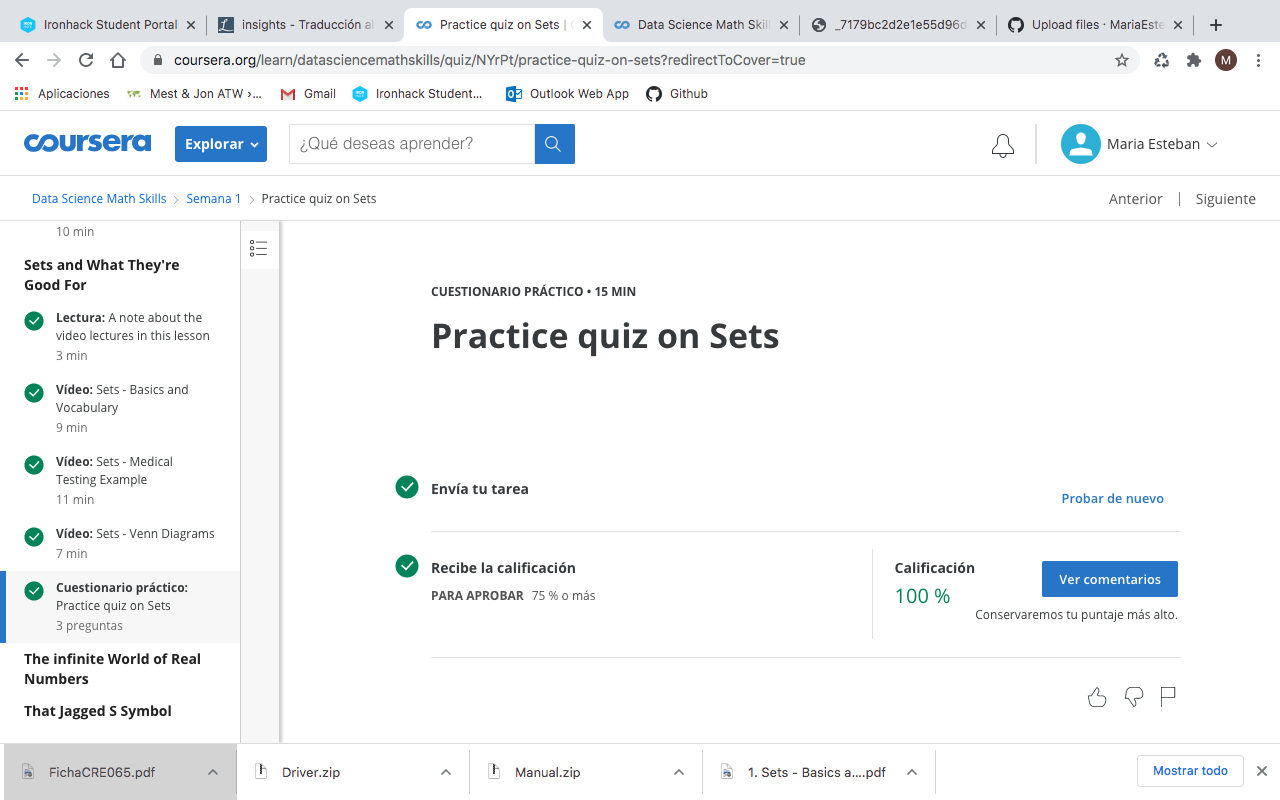 Ironhack Student Portal
insights - Traducción al
Practice quiz on Sets | C
Data Science Math Skill
_7179bc2d2e1e55d96d
Upload files · MariaEste
coursera.org/learn/datasciencemathskills/quiz/NYrPt/practice-quiz-on-sets?redirectToCover=true
M
Aplicaciones
Mest & Jon ATW ›...
Gmail
Ironhack Student...
Outlook Web App
Github
coursera
Explorar
¿Qué deseas aprender?
Maria Esteban
Data Science Math Skills
Semana 1
Practice quiz on Sets
Anterior
Siguiente
10 min
Sets and What They're
Good For
Lectura: A note about the
video lectures in this lesson
3 min
Vídeo: Sets - Basics and
Vocabulary
9 min
Vídeo: Sets - Medical
Testing Example
11 min
Vídeo: Sets - Venn Diagrams
7 min
Cuestionario práctico:
Practice quiz on Sets
3 preguntas
The infinite World of Real
Numbers
That Jagged S Symbol
CUESTIONARIO PRÁCTICO • 15 MIN
Practice quiz on Sets
Envía tu tarea
Probar de nuevo
Recibe la calificación
PARA APROBAR 75 % o más
Calificación
100 %
Ver comentarios
Conservaremos tu puntaje más alto.
FichaCRE065.pdf
Driver.zip
Manual.zip
1. Sets - Basics a....pdf
Mostrar todo